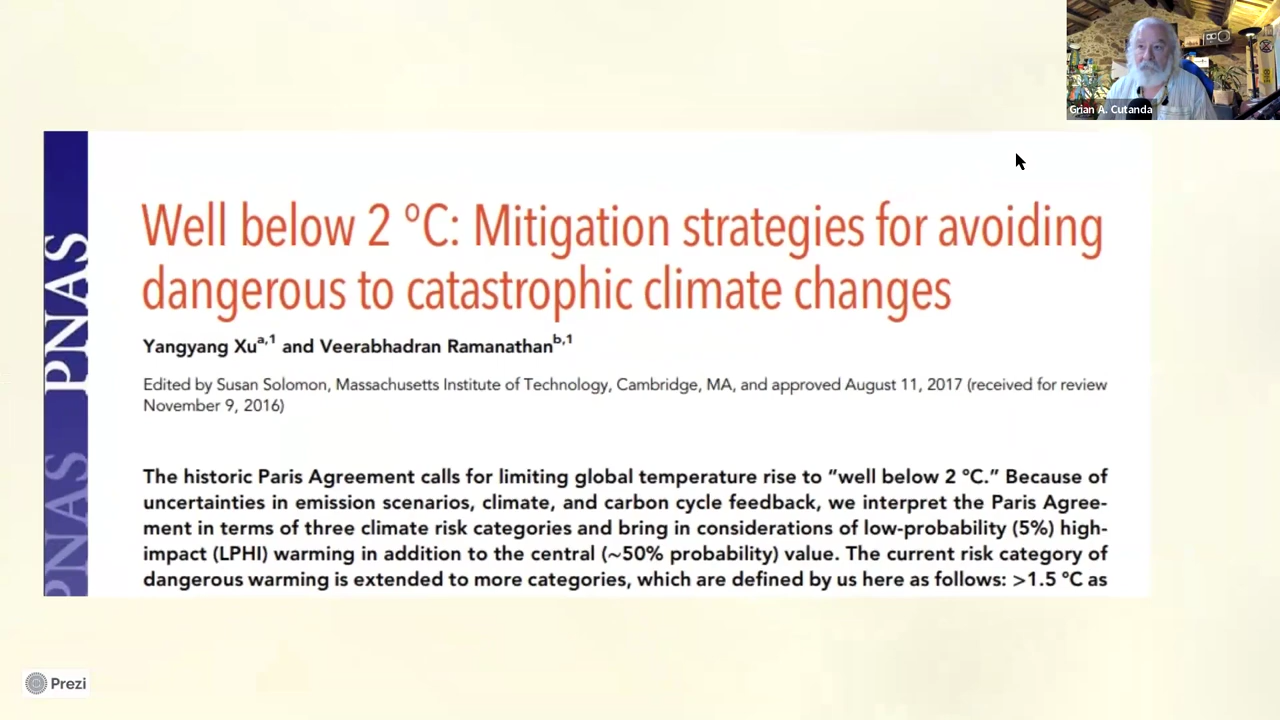 Grian A. Cutanda
PNAS PNAS
Well below 2 °C: Mitigation strategies for avoiding
dangerous to catastrophic climate changes
Yangyang Xua,1 and Veerabhadran Ramanathanb,1
Edited by Susan Solomon, Massachusetts Institute of Technology, Cambridge, MA, and approved August 11, 2017 (received for review
November 9, 2016)
The historic Paris Agreement calls for limiting global temperature rise to “well below 2 °C.” Because of
uncertainties in emission scenarios, climate, and carbon cycle feedback, we interpret the Paris Agree-
ment in terms of three climate risk categories and bring in considerations of low-probability (5%) high-
impact (LPHI) warming in addition to the central (~50% probability) value. The current risk category of
dangerous warming is extended to more categories, which are defined by us here as follows: >1.5 °C as
Prezi